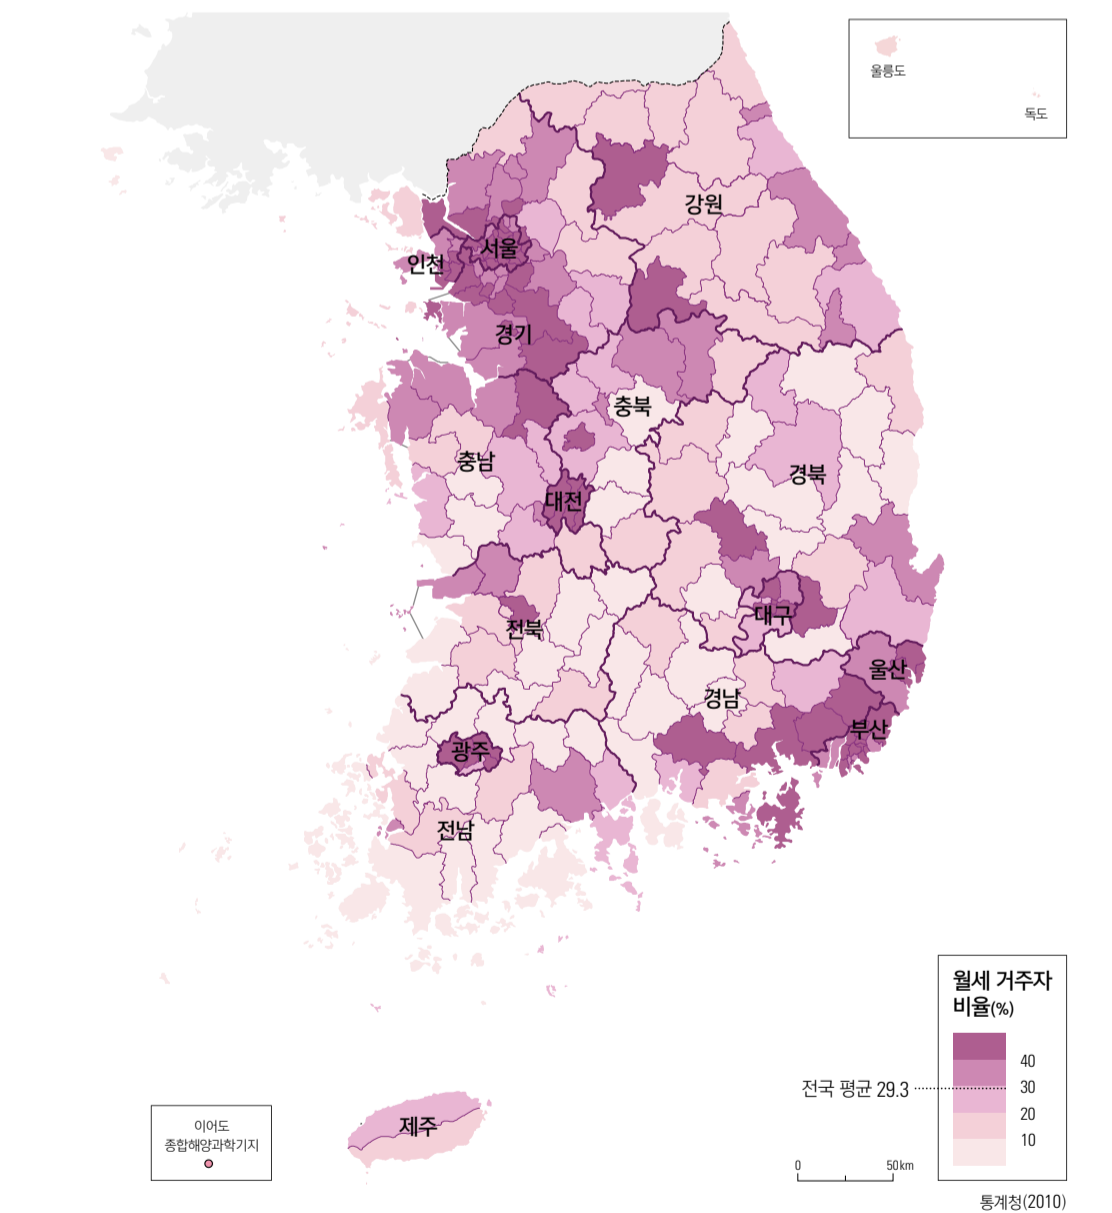 울릉도
독도
강원
서울
인천
경기
충북
충남
경북
대전
대구
전북
울산
경남
부산
광주
전남
제주
월세 거주자
비율(%)
40
전국 평균 29.3
30
20
10
이어도
종합해양과학기지
0
50km
통계청(2010)